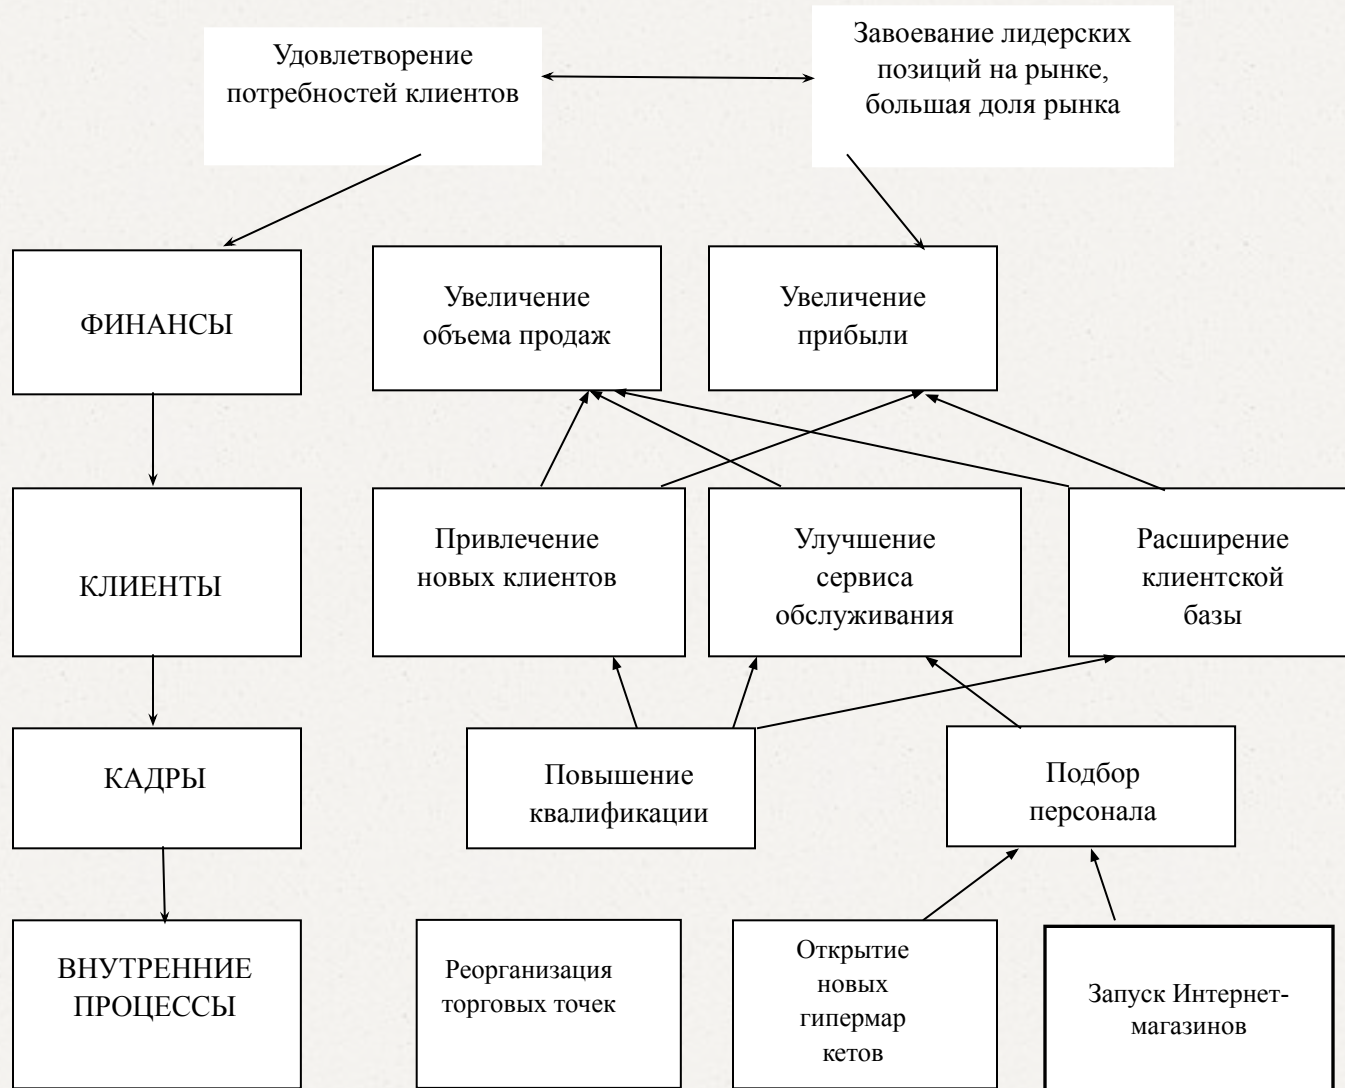 Удовлетворение
потребностей клиентов
Завоевание лидерских
позиций на рынке,
большая доля рынка
ФИНАНСЫ
Увеличение
объема продаж
Увеличение
прибыли
КЛИЕНТЫ
Привлечение
новых клиентов
Улучшение
сервиса
обслуживания
Расширение
клиентской
базы
КАДРЫ
Повышение
квалификации
Подбор
персонала
ВНУТРЕННИЕ
ПРОЦЕССЫ
Реорганизация
торговых точек
Открытие
новых
гипермар
кетов
Запуск Интернет-
магазинов